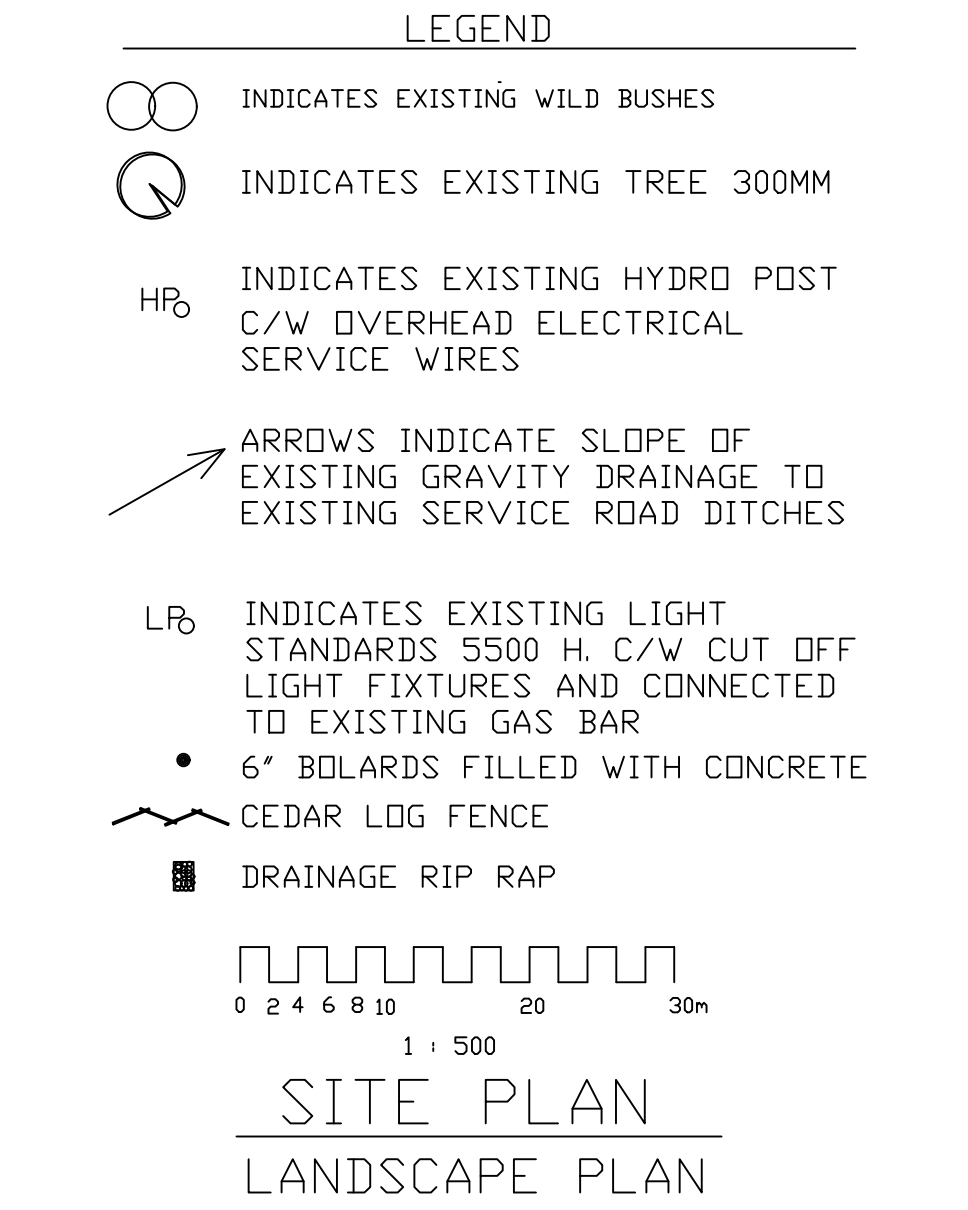 LEGEND
INDICATES EXISTING WILD BUSHES
INDICATES EXISTING TREE 300MM
HP INDICATES EXISTING HYDRO POST
C/W OVERHEAD ELECTRICAL
SERVICE WIRES
ARROWS INDICATE SLOPE OF
EXISTING GRAVITY DRAINAGE TO
EXISTING SERVICE ROAD DITCHES
LP INDICATES EXISTING LIGHT
STANDARDS 5500 H. C/W CUT OFF
LIGHT FIXTURES AND CONNECTED
TO EXISTING GAS BAR
6" BOLARDS FILLED WITH CONCRETE
CEDAR LOG FENCE
DRAINAGE RIP RAP
0 2 4 6 8 10 20 30m
1 : 500
SITE PLAN
LANDSCAPE PLAN